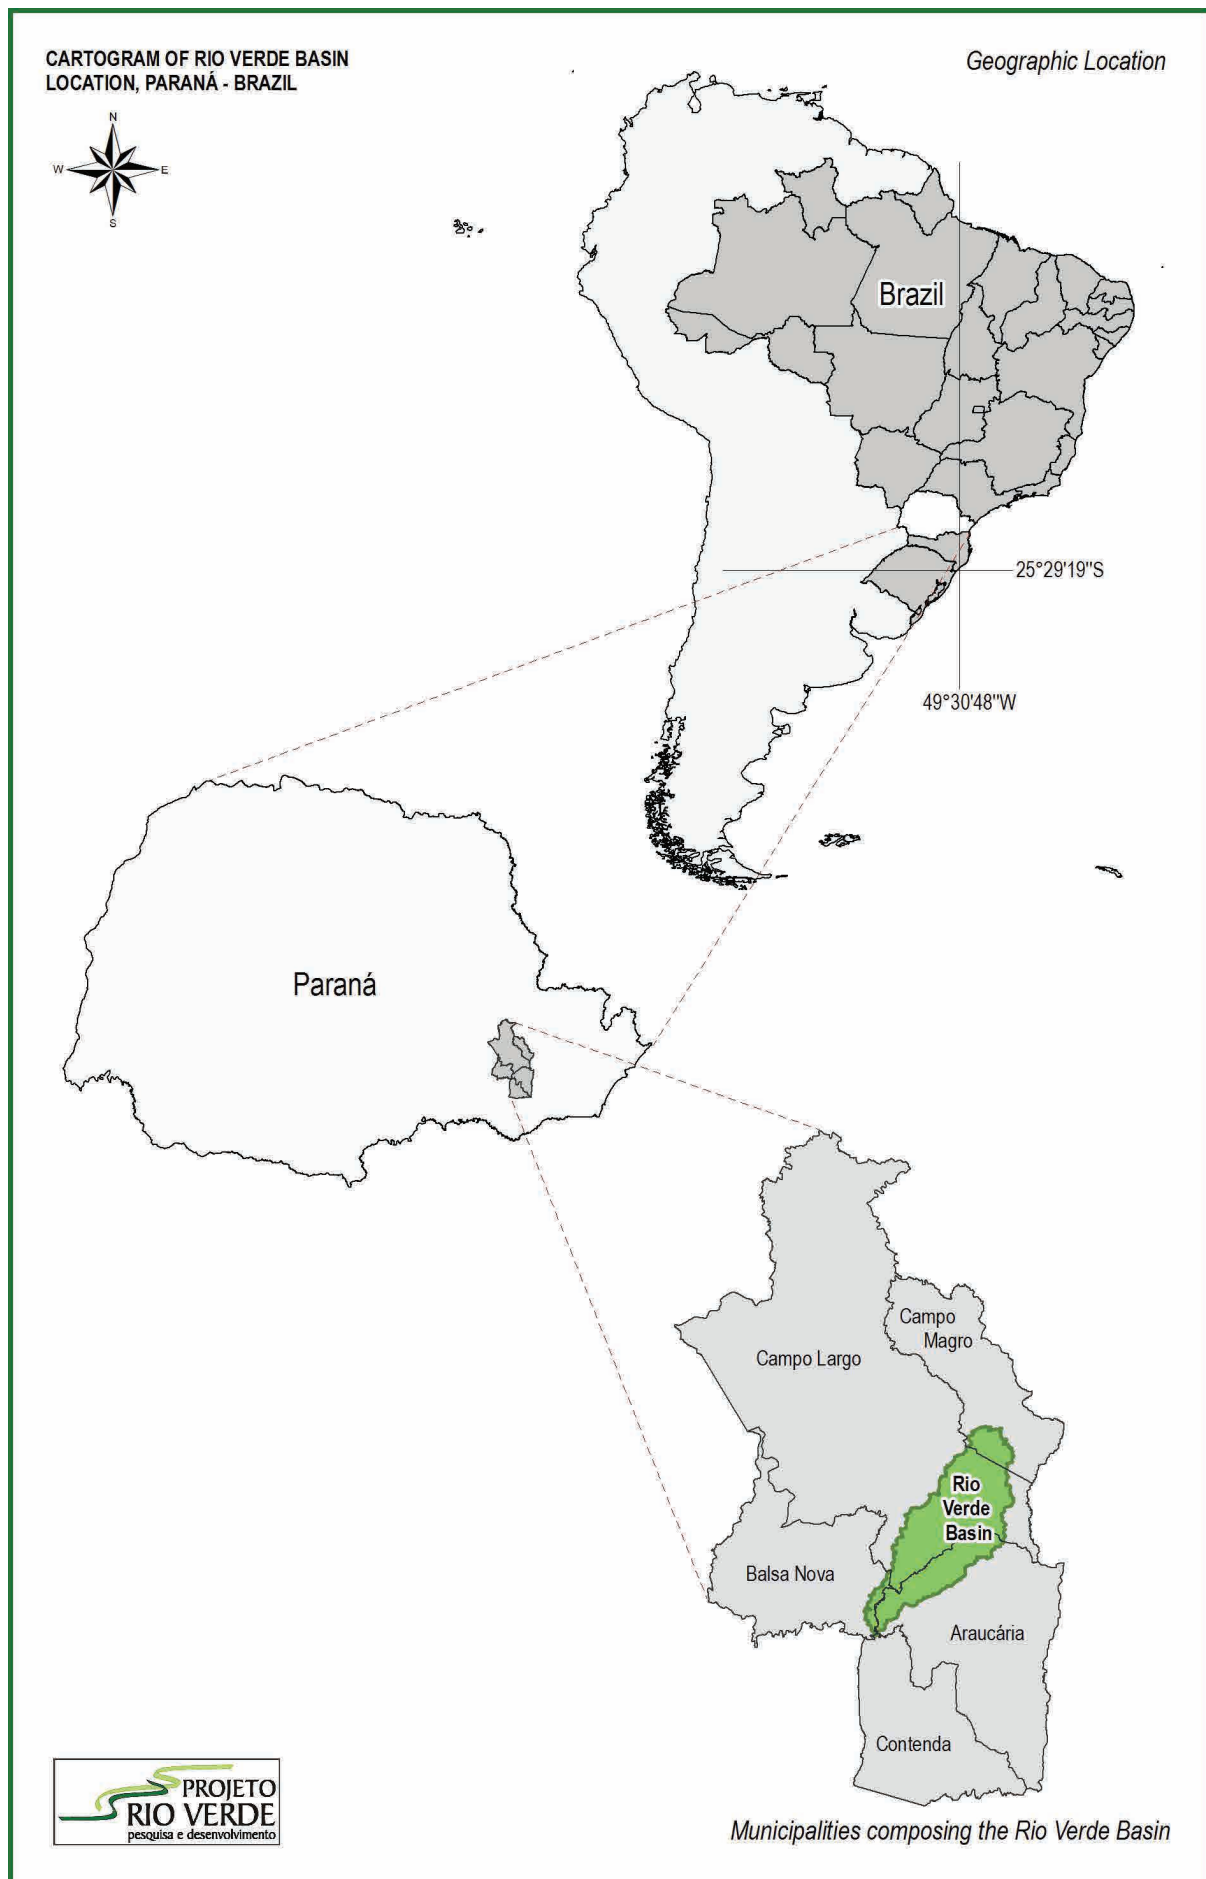 CARTOGRAM OF RIO VERDE BASIN
LOCATION, PARANÁ - BRAZIL
Geographic Location
N
W
E
S
Brazil
25°29'19"S
49°30'48"W
Paraná
Campo
Magro
Campo Largo
Rio
Verde
Basin
Balsa Nova
Araucária
Contenda
PROJETO
RIO VERDE
pesquisa e desenvolvimento
Municipalities composing the Rio Verde Basin